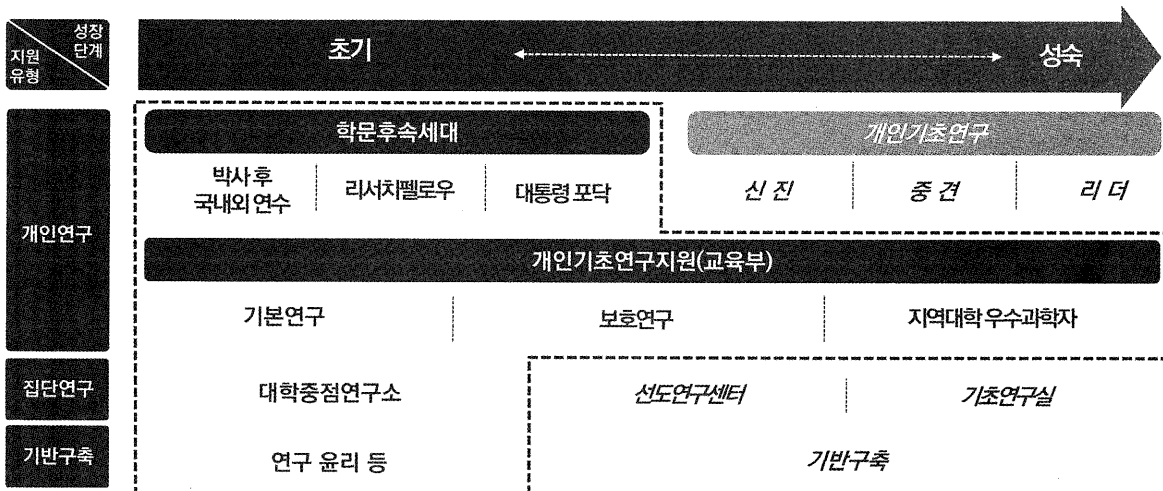 성장
단계
지원
유형
초기 성숙
학문후속세대 개인기초연구
박사 후
국내외 연수 리서치펠로우 대통령 포닥 신 진 중 견 리 더
개인연구
개인기초연구지원(교육부)
기본연구 보호연구 지역대학 우수과학자
집단연구 대학중점연구소 선도연구센터 기초연구실
기반구축 연구 윤리 등 기반구축